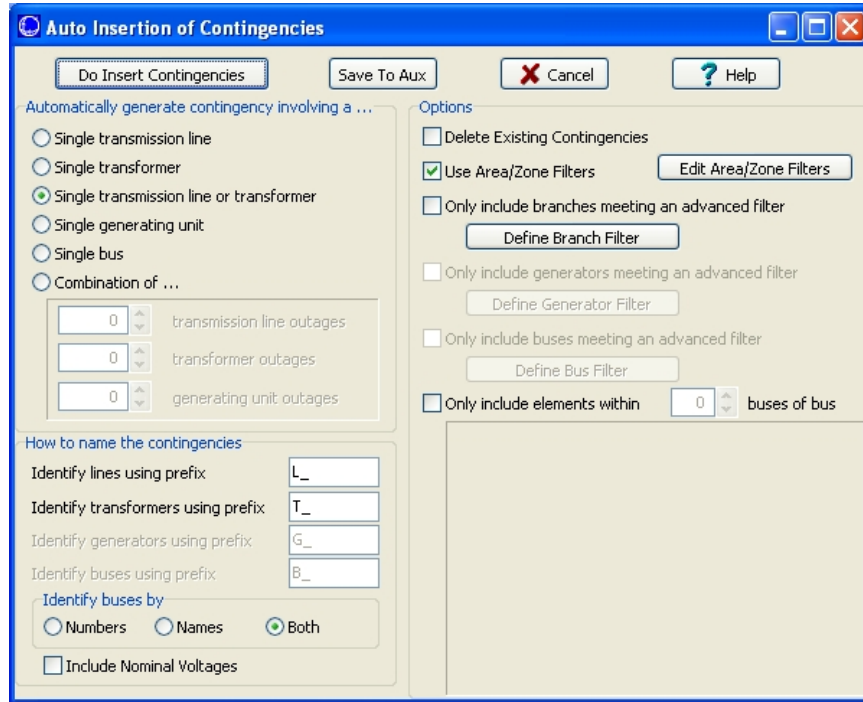 Auto Insertion of Contingencies
Do Insert Contingencies
Save To Aux
Cancel
? Help
Automatically generate contingency involving a ...
Single transmission line
Single transformer
Single transmission line or transformer
Single generating unit
Single bus
Combination of ...
0 transmission line outages
0 transformer outages
0 generating unit outages
How to name the contingencies
Identify lines using prefix L_
Identify transformers using prefix T_
Identify generators using prefix G_
Identify buses using prefix B_
Identify buses by
Numbers Names Both
Include Nominal Voltages
Options
Delete Existing Contingencies
Use Area/Zone Filters Edit Area/Zone Filters
Only include branches meeting an advanced filter
Define Branch Filter
Only include generators meeting an advanced filter
Define Generator Filter
Only include buses meeting an advanced filter
Define Bus Filter
Only include elements within 0 buses of bus